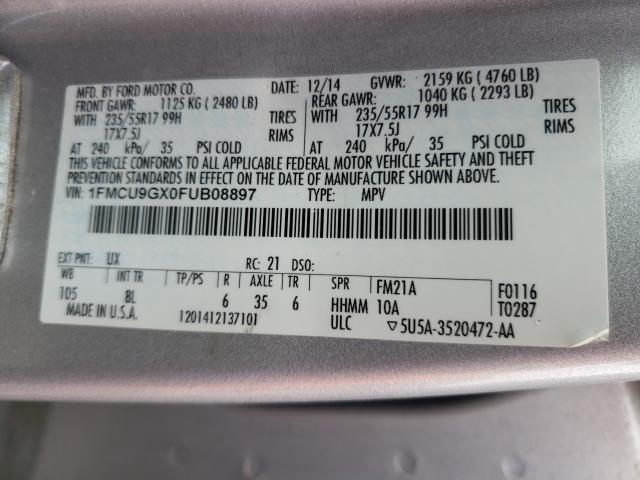 MFD. BY FORD MOTOR CO. DATE: 12/14 GVWR: 2159 KG ( 4760 LB)
FRONT GAWR: 1125 KG ( 2480 LB) REAR GAWR: 1040 KG ( 2293 LB)
WITH 235/55R17 99H TIRES WITH 235/55R17 99H TIRES
17X7.5J RIMS 17X7.5J RIMS
AT 240 kPa/ 35 PSI COLD AT 240 kPa/ 35 PSI COLD
THIS VEHICLE CONFORMS TO ALL APPLICABLE FEDERAL MOTOR VEHICLE SAFETY AND THEFT
PREVENTION STANDARDS IN EFFECT ON THE DATE OF MANUFACTURE SHOWN ABOVE.
VIN: 1FMCU9GX0FUB08897 TYPE: MPV
EXT PNT: UX RC: 21 DSO:
WB INT TR TP/PS R AXLE TR SPR FM21A F0116
105 8L 6 35 6 HHMM 10A T0287
MADE IN U.S.A. 1201412137101 ULC ▽5U5A-3520472-AA